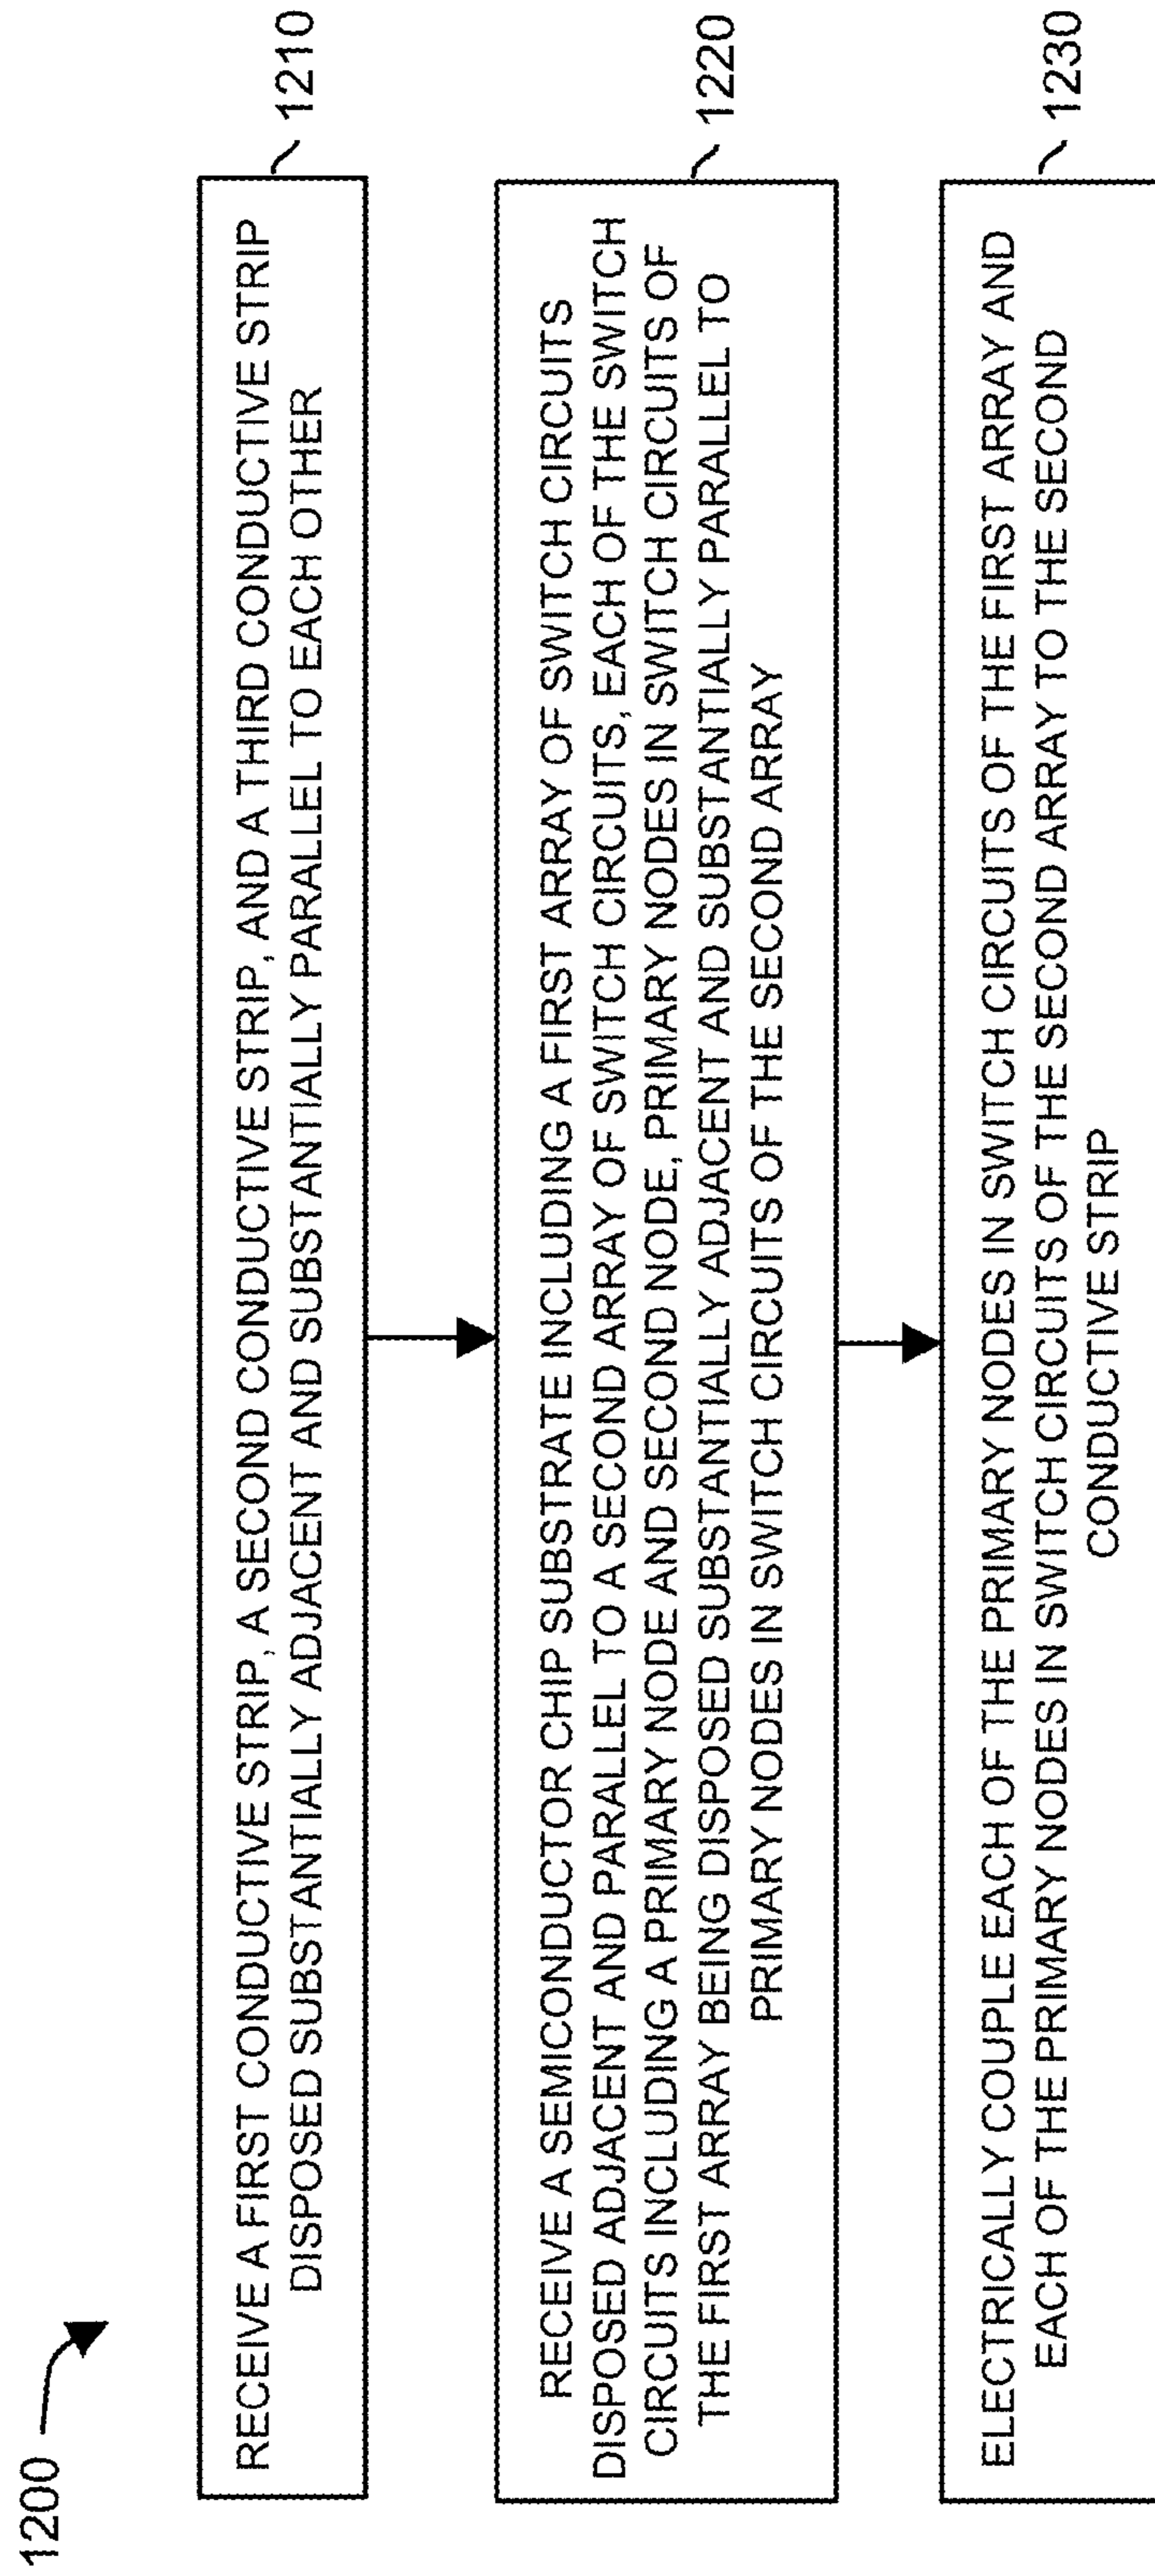 1200
RECEIVE A FIRST CONDUCTIVE STRIP, A SECOND CONDUCTIVE STRIP, AND A THIRD CONDUCTIVE STRIP
DISPOSED SUBSTANTIALLY ADJACENT AND SUBSTANTIALLY PARALLEL TO EACH OTHER
1210
RECEIVE A SEMICONDUCTOR CHIP SUBSTRATE INCLUDING A FIRST ARRAY OF SWITCH CIRCUITS
DISPOSED ADJACENT AND PARALLEL TO A SECOND ARRAY OF SWITCH CIRCUITS, EACH OF THE SWITCH
CIRCUITS INCLUDING A PRIMARY NODE AND SECOND NODE, PRIMARY NODES IN SWITCH CIRCUITS OF
THE FIRST ARRAY BEING DISPOSED SUBSTANTIALLY ADJACENT AND SUBSTANTIALLY PARALLEL TO
PRIMARY NODES IN SWITCH CIRCUITS OF THE SECOND ARRAY
1220
ELECTRICALLY COUPLE EACH OF THE PRIMARY NODES IN SWITCH CIRCUITS OF THE FIRST ARRAY AND
EACH OF THE PRIMARY NODES IN SWITCH CIRCUITS OF THE SECOND ARRAY TO THE SECOND
CONDUCTIVE STRIP
1230